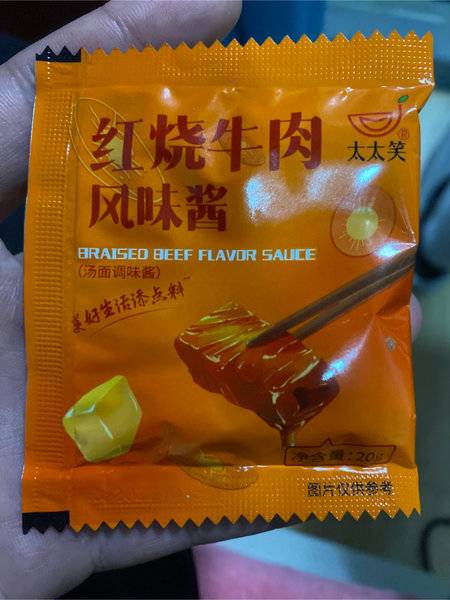 红烧牛肉
风味酱
太太笑
®
BRAISED BEEF FLAVOR SAUCE
(汤面调味酱)
美好生活添点料
净含量:20g
图片仅供参考